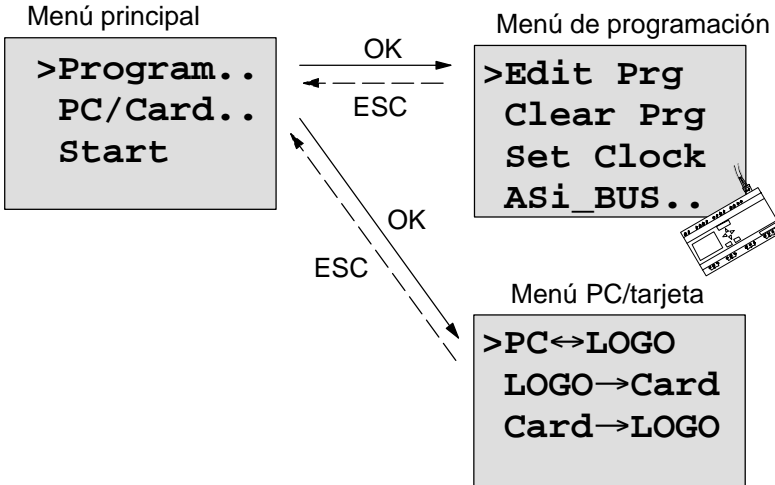 Menú principal
>Program..
PC/Card..
Start
OK
ESC
Menú de programación
>Edit Prg
Clear Prg
Set Clock
ASi_BUS..
OK
ESC
Menú PC/tarjeta
>PC↔LOGO
LOGO→Card
Card→LOGO